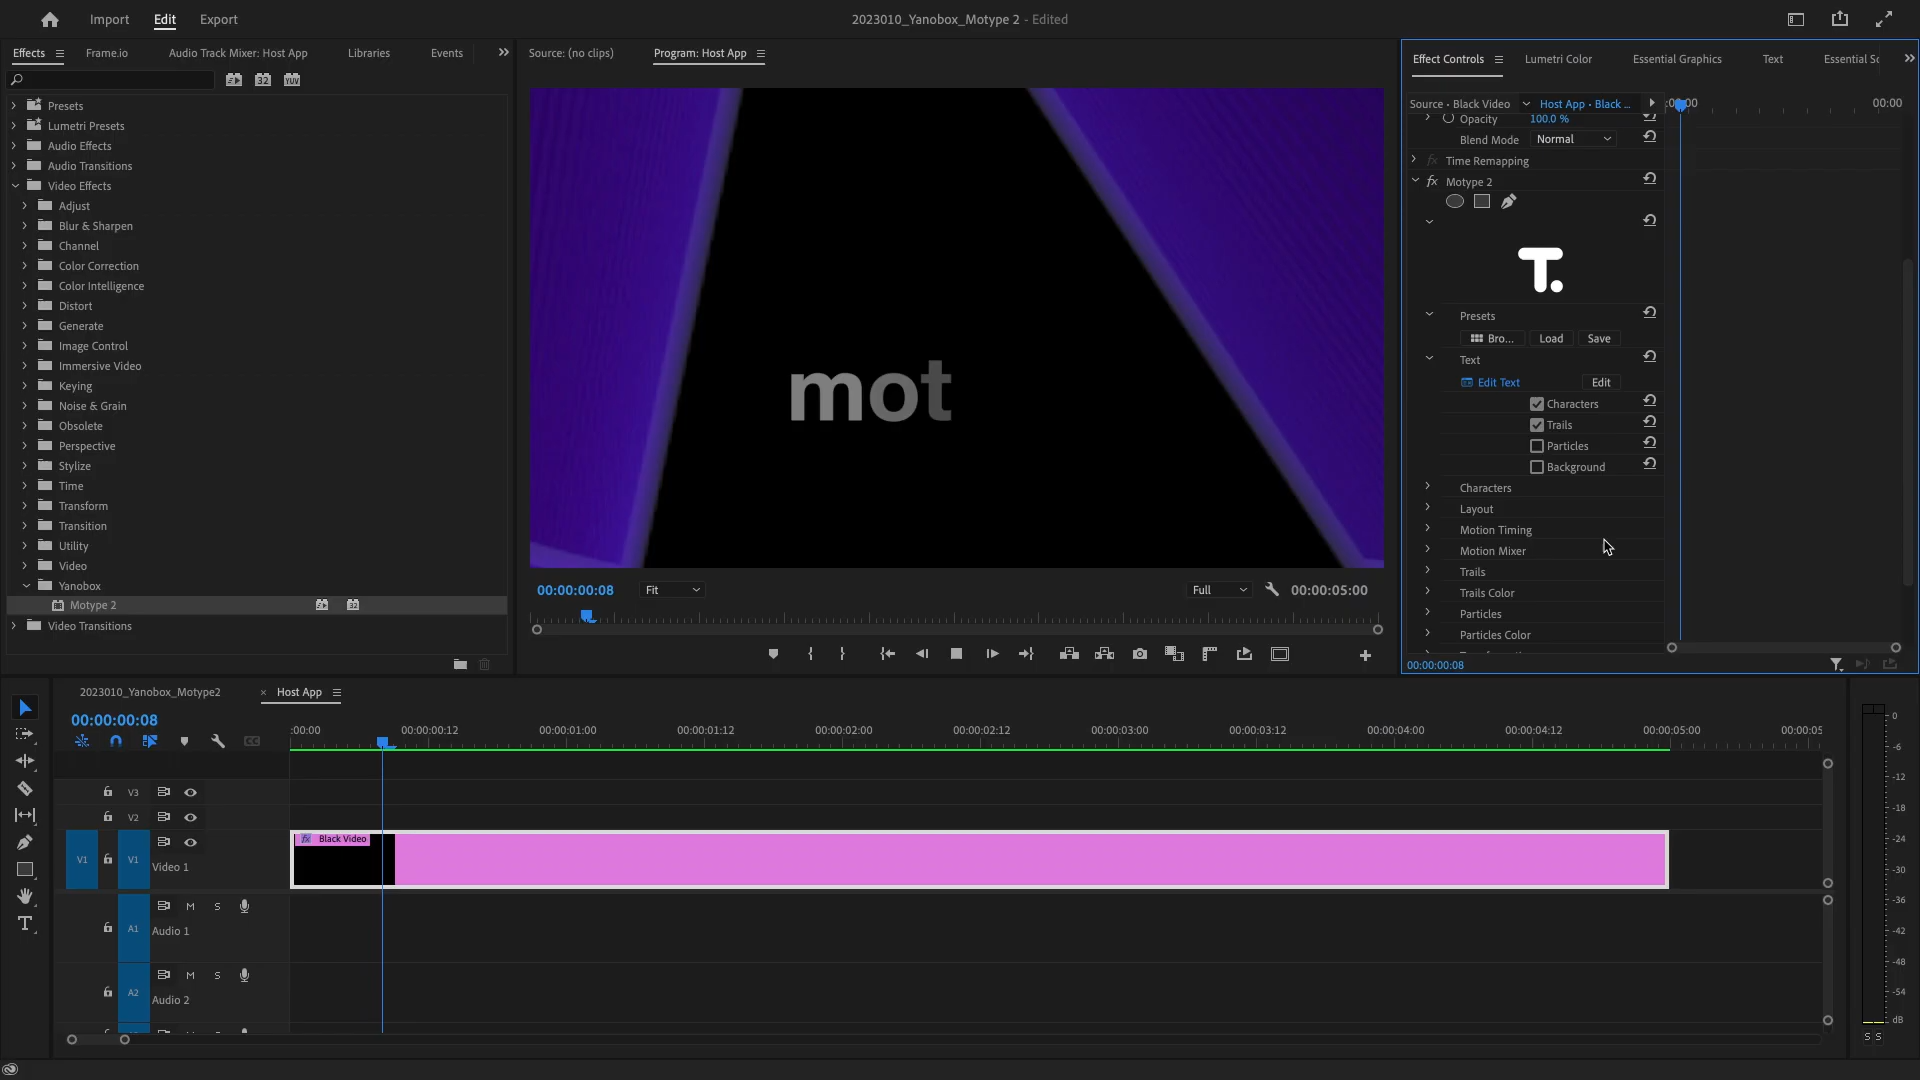 Import
Edit
Export
2023010_Yanobox_Motype 2 - Edited
Effects
Frame.io
Audio Track Mixer: Host App
Libraries
Events
Source: (no clips)
Program: Host App
Effect Controls
Lumetri Color
Essential Graphics
Text
Essential Sc
32
YUV
Presets
Lumetri Presets
Audio Effects
Audio Transitions
Video Effects
Adjust
Blur & Sharpen
Channel
Color Correction
Color Intelligence
Distort
Generate
Image Control
Immersive Video
Keying
Noise & Grain
Obsolete
Perspective
Stylize
Time
Transform
Transition
Utility
Video
Yanobox
Motype 2
32
Video Transitions
mot
00:00:00:08
Fit
Full
00:00:05:00
Source • Black Video
Host App • Black ...
:00:00
00:00
Opacity
100.0 %
Blend Mode
Normal
fx Time Remapping
fx Motype 2
T.
Presets
Bro...
Load
Save
Text
Edit Text
Edit
Characters
Trails
Particles
Background
Characters
Layout
Motion Timing
Motion Mixer
Trails
Trails Color
Particles
Particles Color
00:00:00:08
2023010_Yanobox_Motype2
× Host App
00:00:00:08
:00:00
00:00:00:12
00:00:01:00
00:00:01:12
00:00:02:00
00:00:02:12
00:00:03:00
00:00:03:12
00:00:04:00
00:00:04:12
00:00:05:00
00:00:05
CC
V3
V2
V1
V1
Video 1
fx Black Video
A1
M
S
Audio 1
A2
M
S
Audio 2
T
0
-6
-12
-18
-24
-30
-36
-42
-48
-54
dB
S S